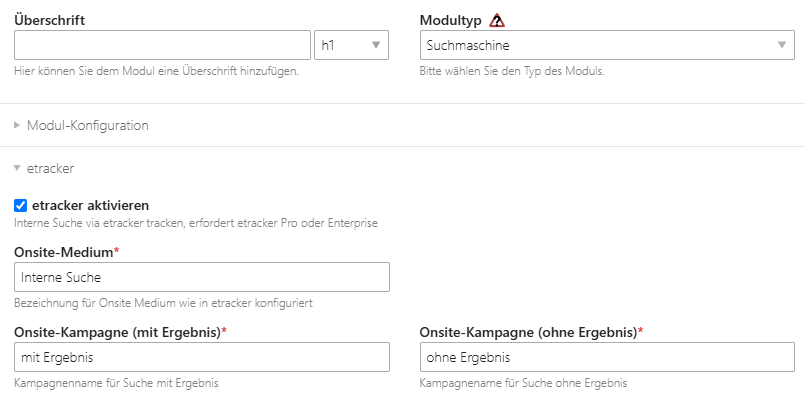 Überschrift
Modultyp
h1
Suchmaschine
Hier können Sie dem Modul eine Überschrift hinzufügen.
Bitte wählen Sie den Typ des Moduls.
Modul-Konfiguration
etracker
etracker aktivieren
Interne Suche via etracker tracken, erfordert etracker Pro oder Enterprise
Onsite-Medium*
Interne Suche
Bezeichnung für Onsite Medium wie in etracker konfiguriert
Onsite-Kampagne (mit Ergebnis)*
Onsite-Kampagne (ohne Ergebnis)*
mit Ergebnis
ohne Ergebnis
Kampagnenname für Suche mit Ergebnis
Kampagnename für Suche ohne Ergebnis